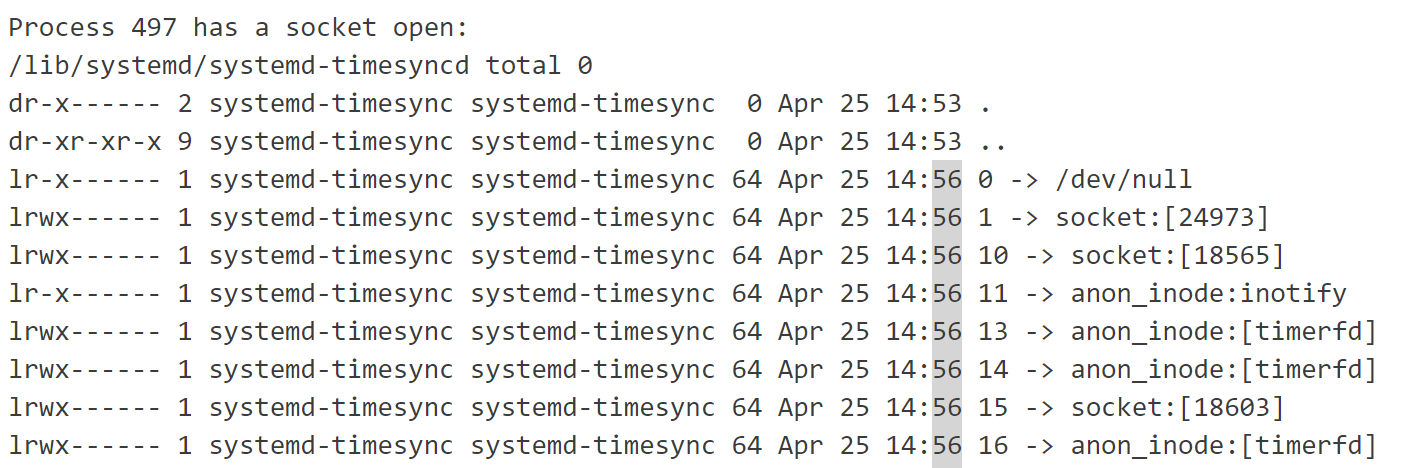 Process 497 has a socket open:
/lib/systemd/systemd-timesyncd total 0
dr-x------ 2 systemd-timesync systemd-timesync  0 Apr 25 14:53 .
dr-xr-xr-x 9 systemd-timesync systemd-timesync  0 Apr 25 14:53 ..
lr-x------ 1 systemd-timesync systemd-timesync 64 Apr 25 14:56 0 -> /dev/null
lrwx------ 1 systemd-timesync systemd-timesync 64 Apr 25 14:56 1 -> socket:[24973]
lrwx------ 1 systemd-timesync systemd-timesync 64 Apr 25 14:56 10 -> socket:[18565]
lr-x------ 1 systemd-timesync systemd-timesync 64 Apr 25 14:56 11 -> anon_inode:inotify
lrwx------ 1 systemd-timesync systemd-timesync 64 Apr 25 14:56 13 -> anon_inode:[timerfd]
lrwx------ 1 systemd-timesync systemd-timesync 64 Apr 25 14:56 14 -> anon_inode:[timerfd]
lrwx------ 1 systemd-timesync systemd-timesync 64 Apr 25 14:56 15 -> socket:[18603]
lrwx------ 1 systemd-timesync systemd-timesync 64 Apr 25 14:56 16 -> anon_inode:[timerfd]